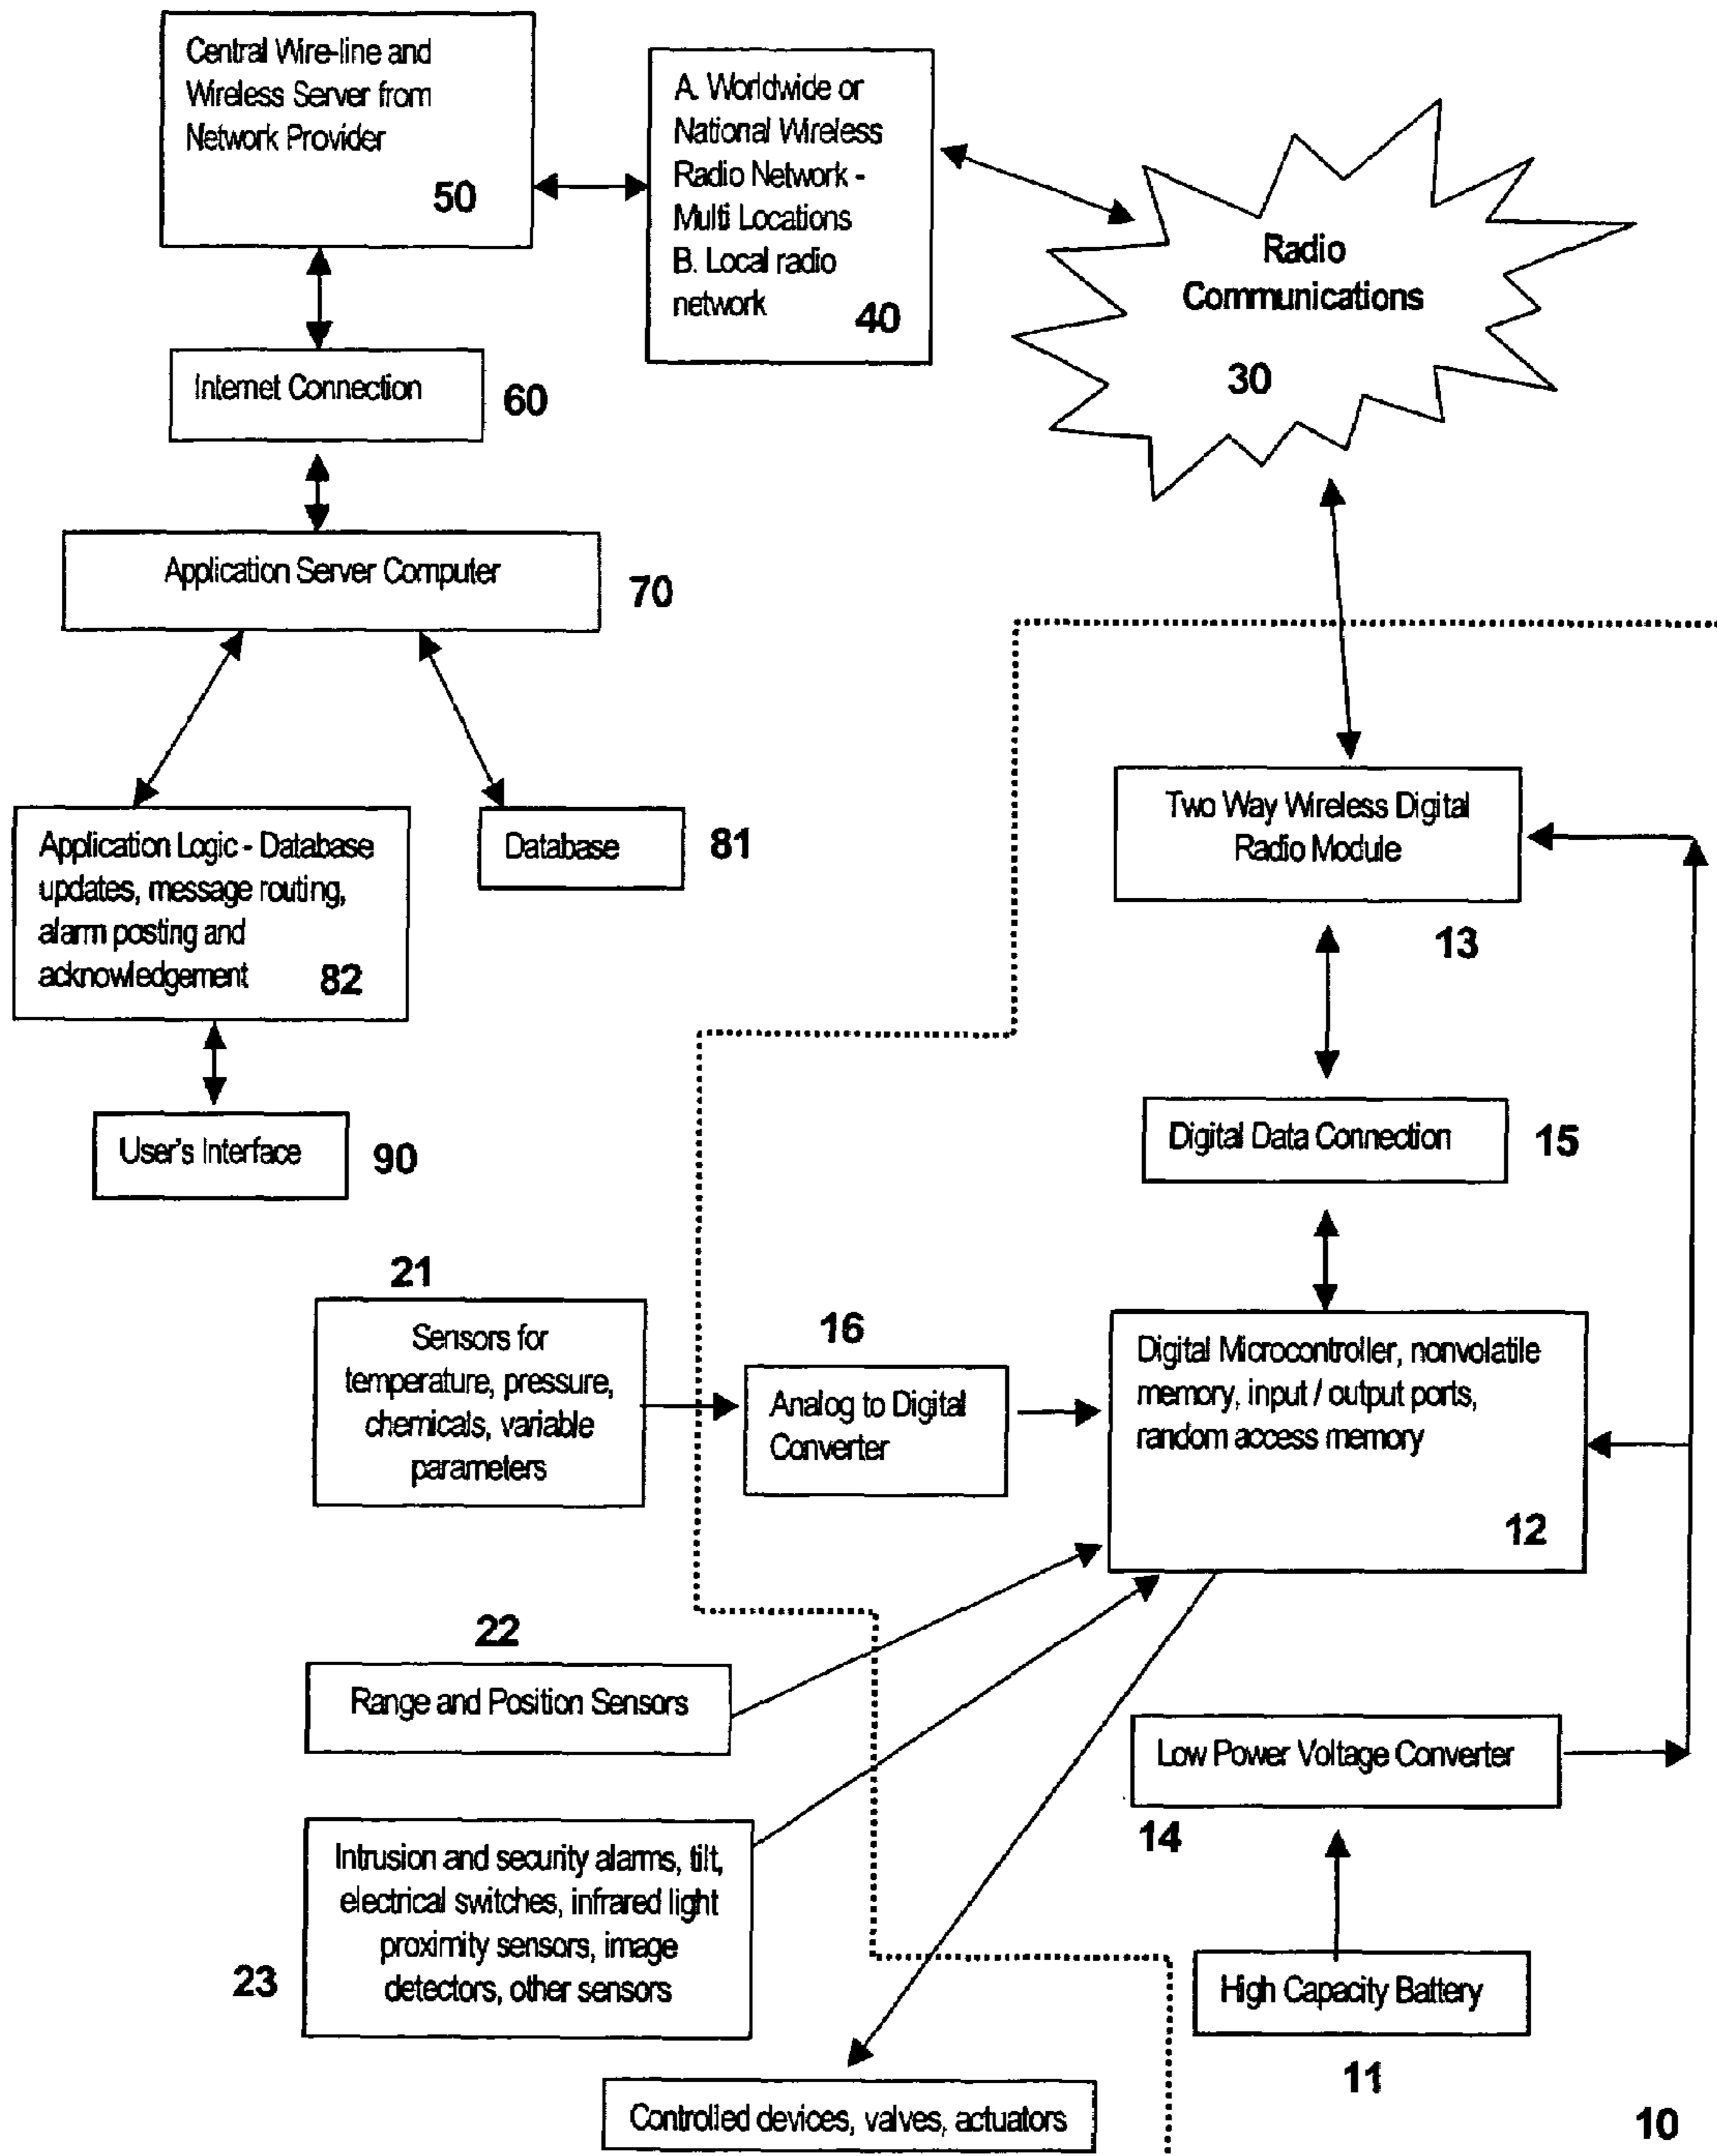 Central Wire-line and
Wireless Server from
Network Provider
50
A. Worldwide or
National Wireless
Radio Network -
Multi Locations
B. Local radio
network
40
Radio
Communications
30
Internet Connection
60
Application Server Computer
70
Application Logic - Database
updates, message routing,
alarm posting and
acknowledgement
82
Database
81
User's Interface
90
Two Way Wireless Digital
Radio Module
13
Digital Data Connection
15
21
Sensors for
temperature, pressure,
chemicals, variable
parameters
16
Analog to Digital
Converter
Digital Microcontroller, nonvolatile
memory, input / output ports,
random access memory
12
22
Range and Position Sensors
Low Power Voltage Converter
14
Intrusion and security alarms, tilt,
electrical switches, infrared light
proximity sensors, image
detectors, other sensors
23
High Capacity Battery
11
Controlled devices, valves, actuators
10